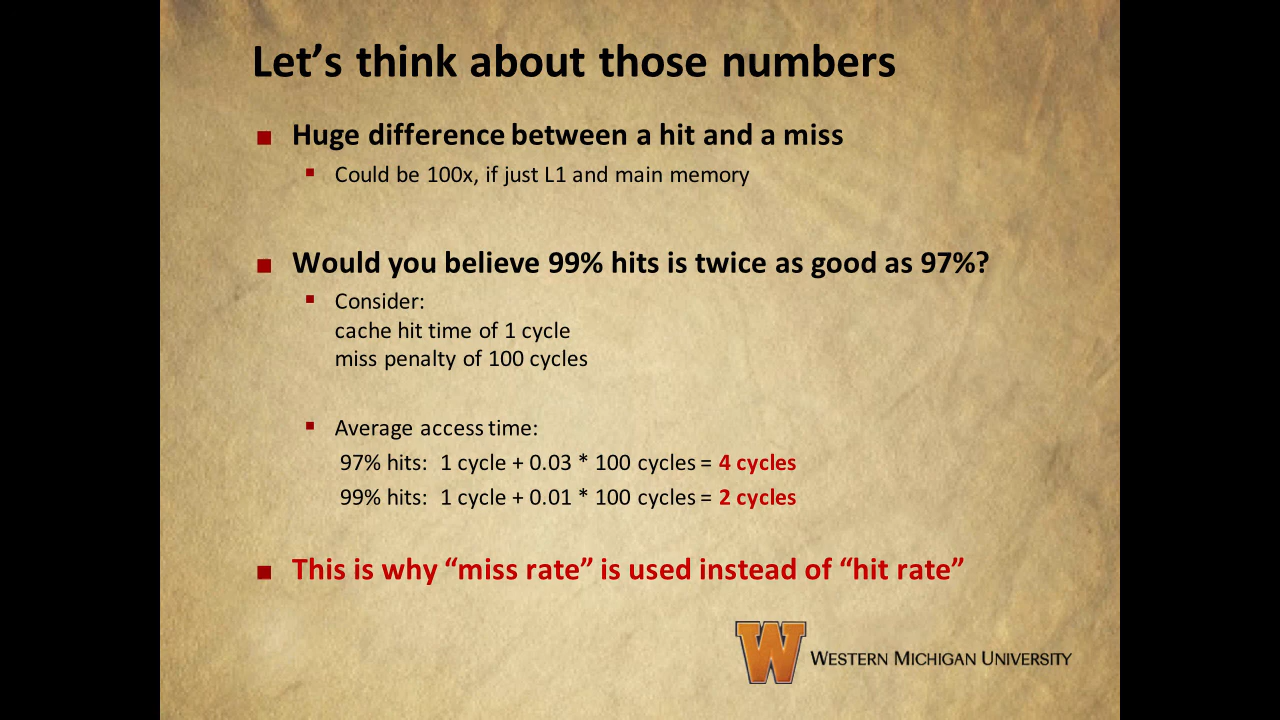 Let’s think about those numbers
Huge difference between a hit and a miss
Could be 100x, if just L1 and main memory
Would you believe 99% hits is twice as good as 97%?
Consider:
cache hit time of 1 cycle
miss penalty of 100 cycles
Average access time:
97% hits: 1 cycle + 0.03 * 100 cycles = 4 cycles
99% hits: 1 cycle + 0.01 * 100 cycles = 2 cycles
This is why “miss rate” is used instead of “hit rate”
W WESTERN MICHIGAN UNIVERSITY